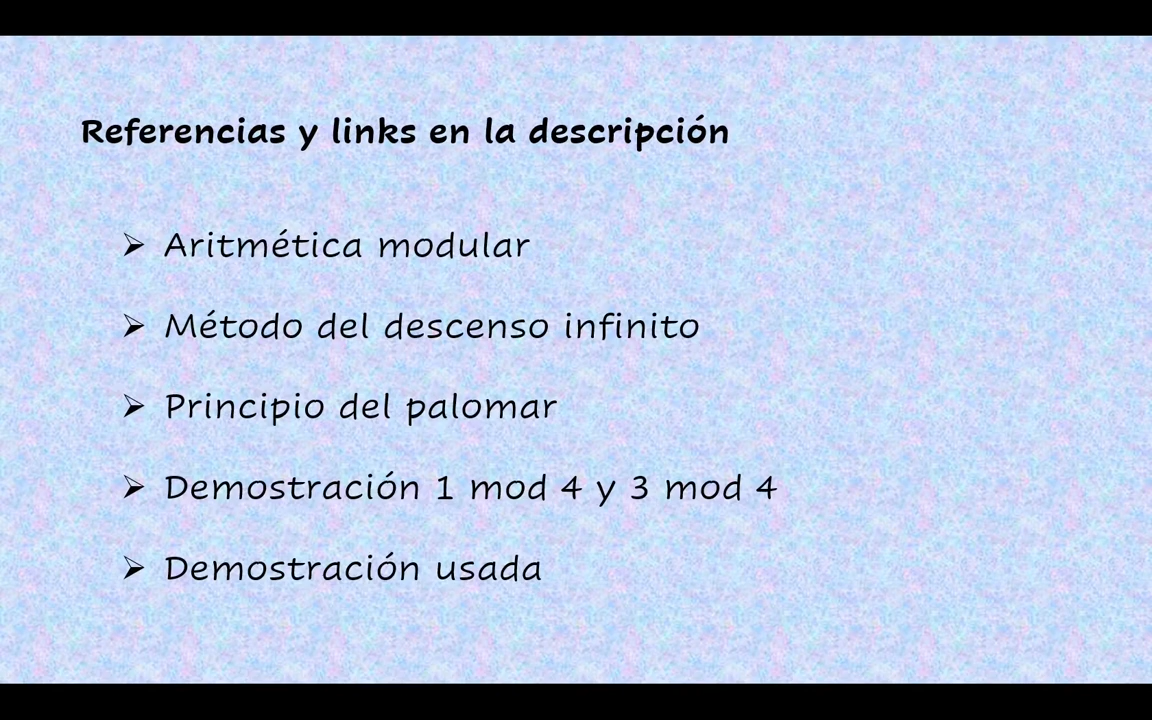 Referencias y links en la descripción
➢ Aritmética modular
➢ Método del descenso infinito
➢ Principio del palomar
➢ Demostración 1 mod 4 y 3 mod 4
➢ Demostración usada